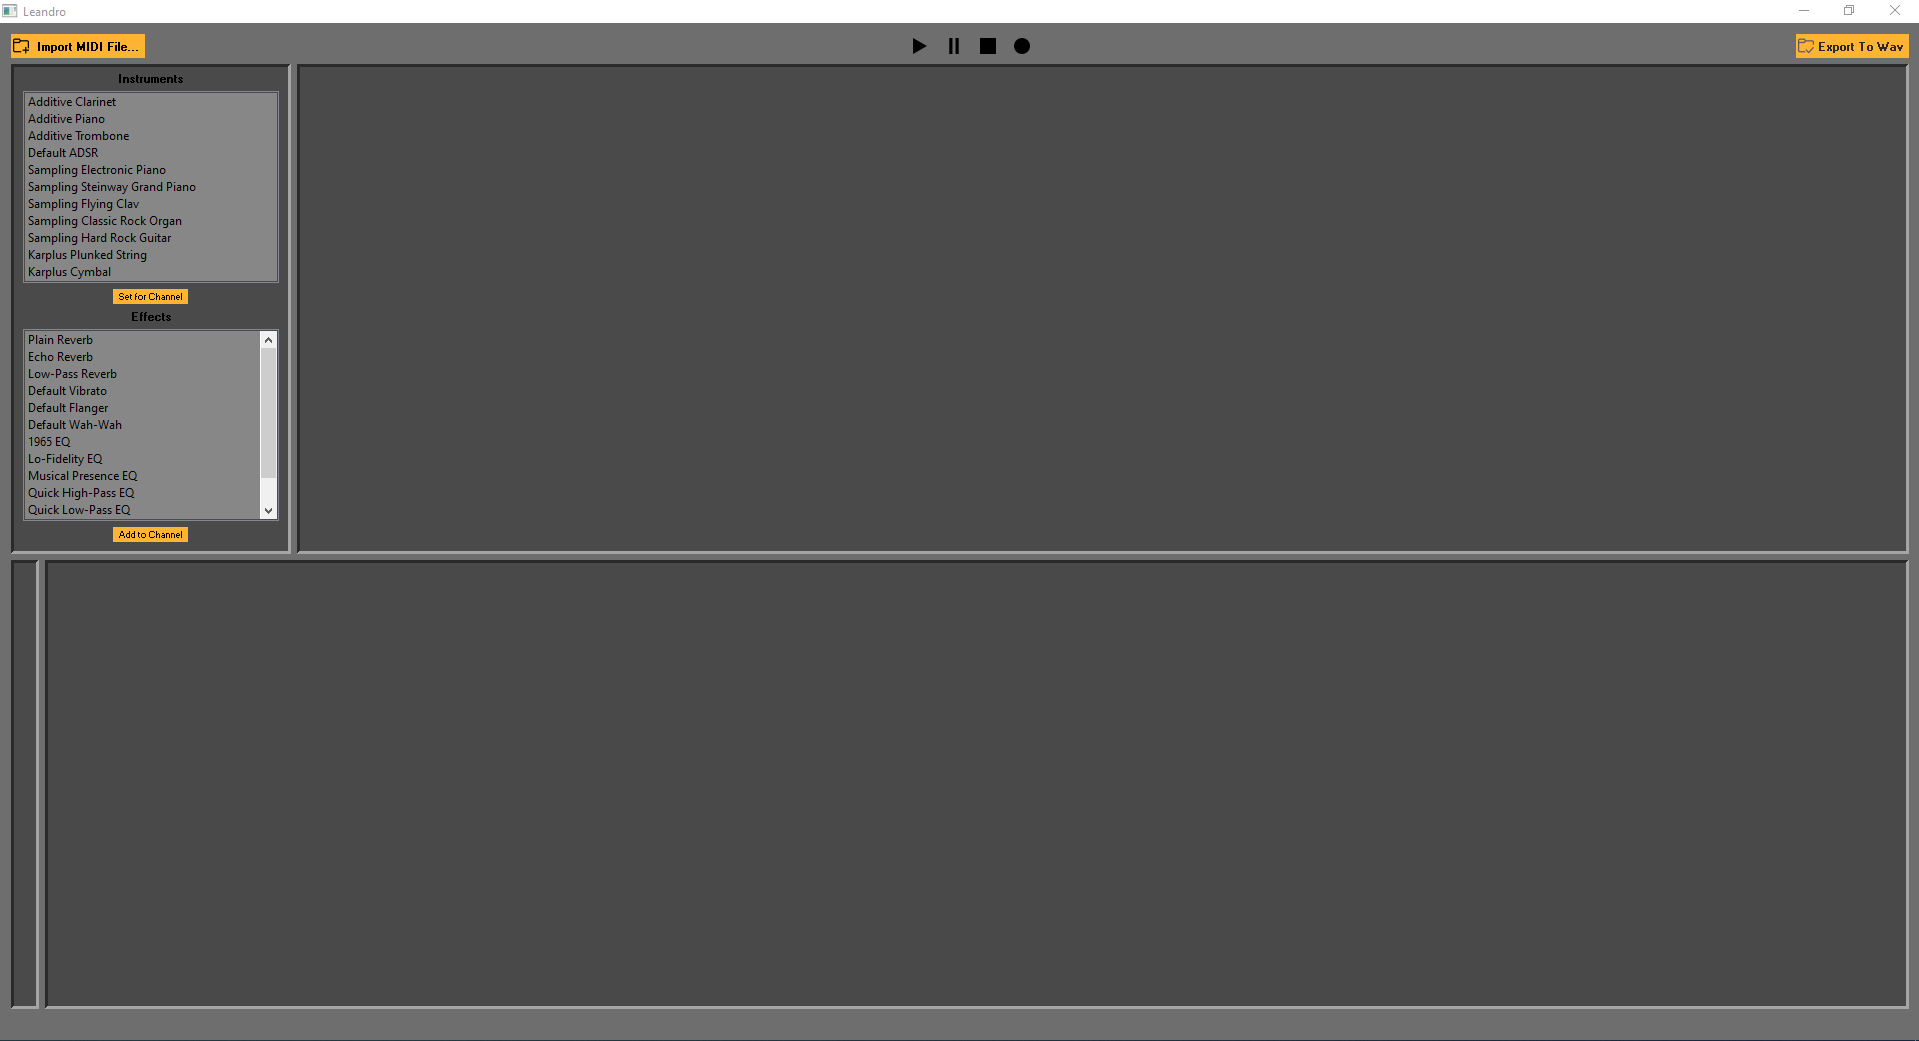 Leandro
Import MIDI File...
Export To Wav
Instruments
Additive Clarinet
Additive Piano
Additive Trombone
Default ADSR
Sampling Electronic Piano
Sampling Steinway Grand Piano
Sampling Flying Clav
Sampling Classic Rock Organ
Sampling Hard Rock Guitar
Karplus Plunked String
Karplus Cymbal
Set for Channel
Effects
Plain Reverb
Echo Reverb
Low-Pass Reverb
Default Vibrato
Default Flanger
Default Wah-Wah
1965 EQ
Lo-Fidelity EQ
Musical Presence EQ
Quick High-Pass EQ
Quick Low-Pass EQ
Add to Channel